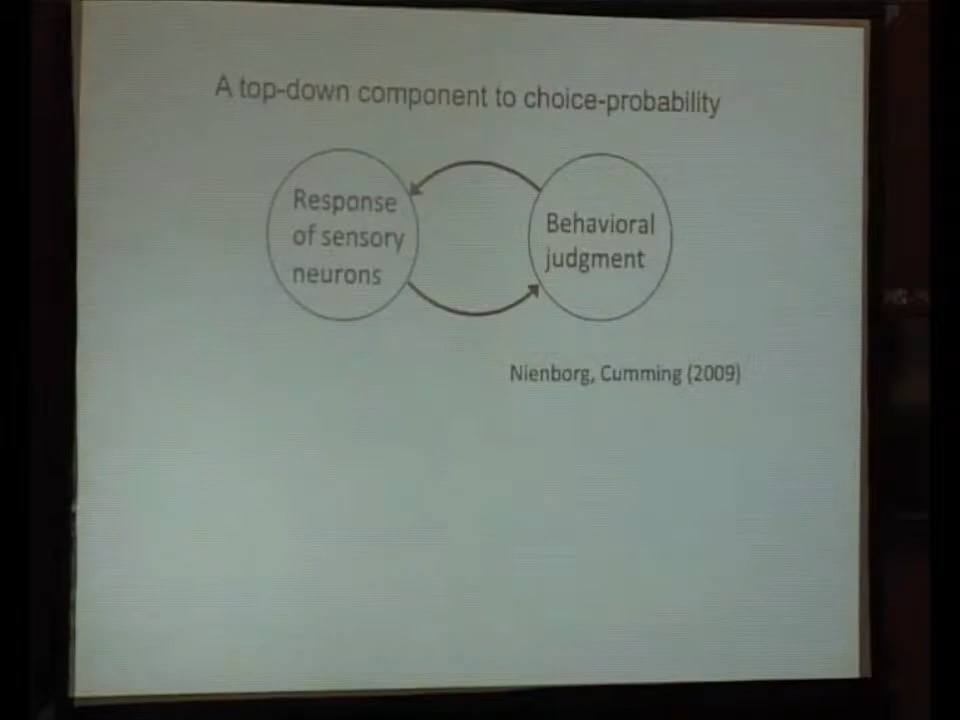 A top-down component to choice-probability
Response
of sensory
neurons
Behavioral
judgment
Nienborg, Cumming (2009)